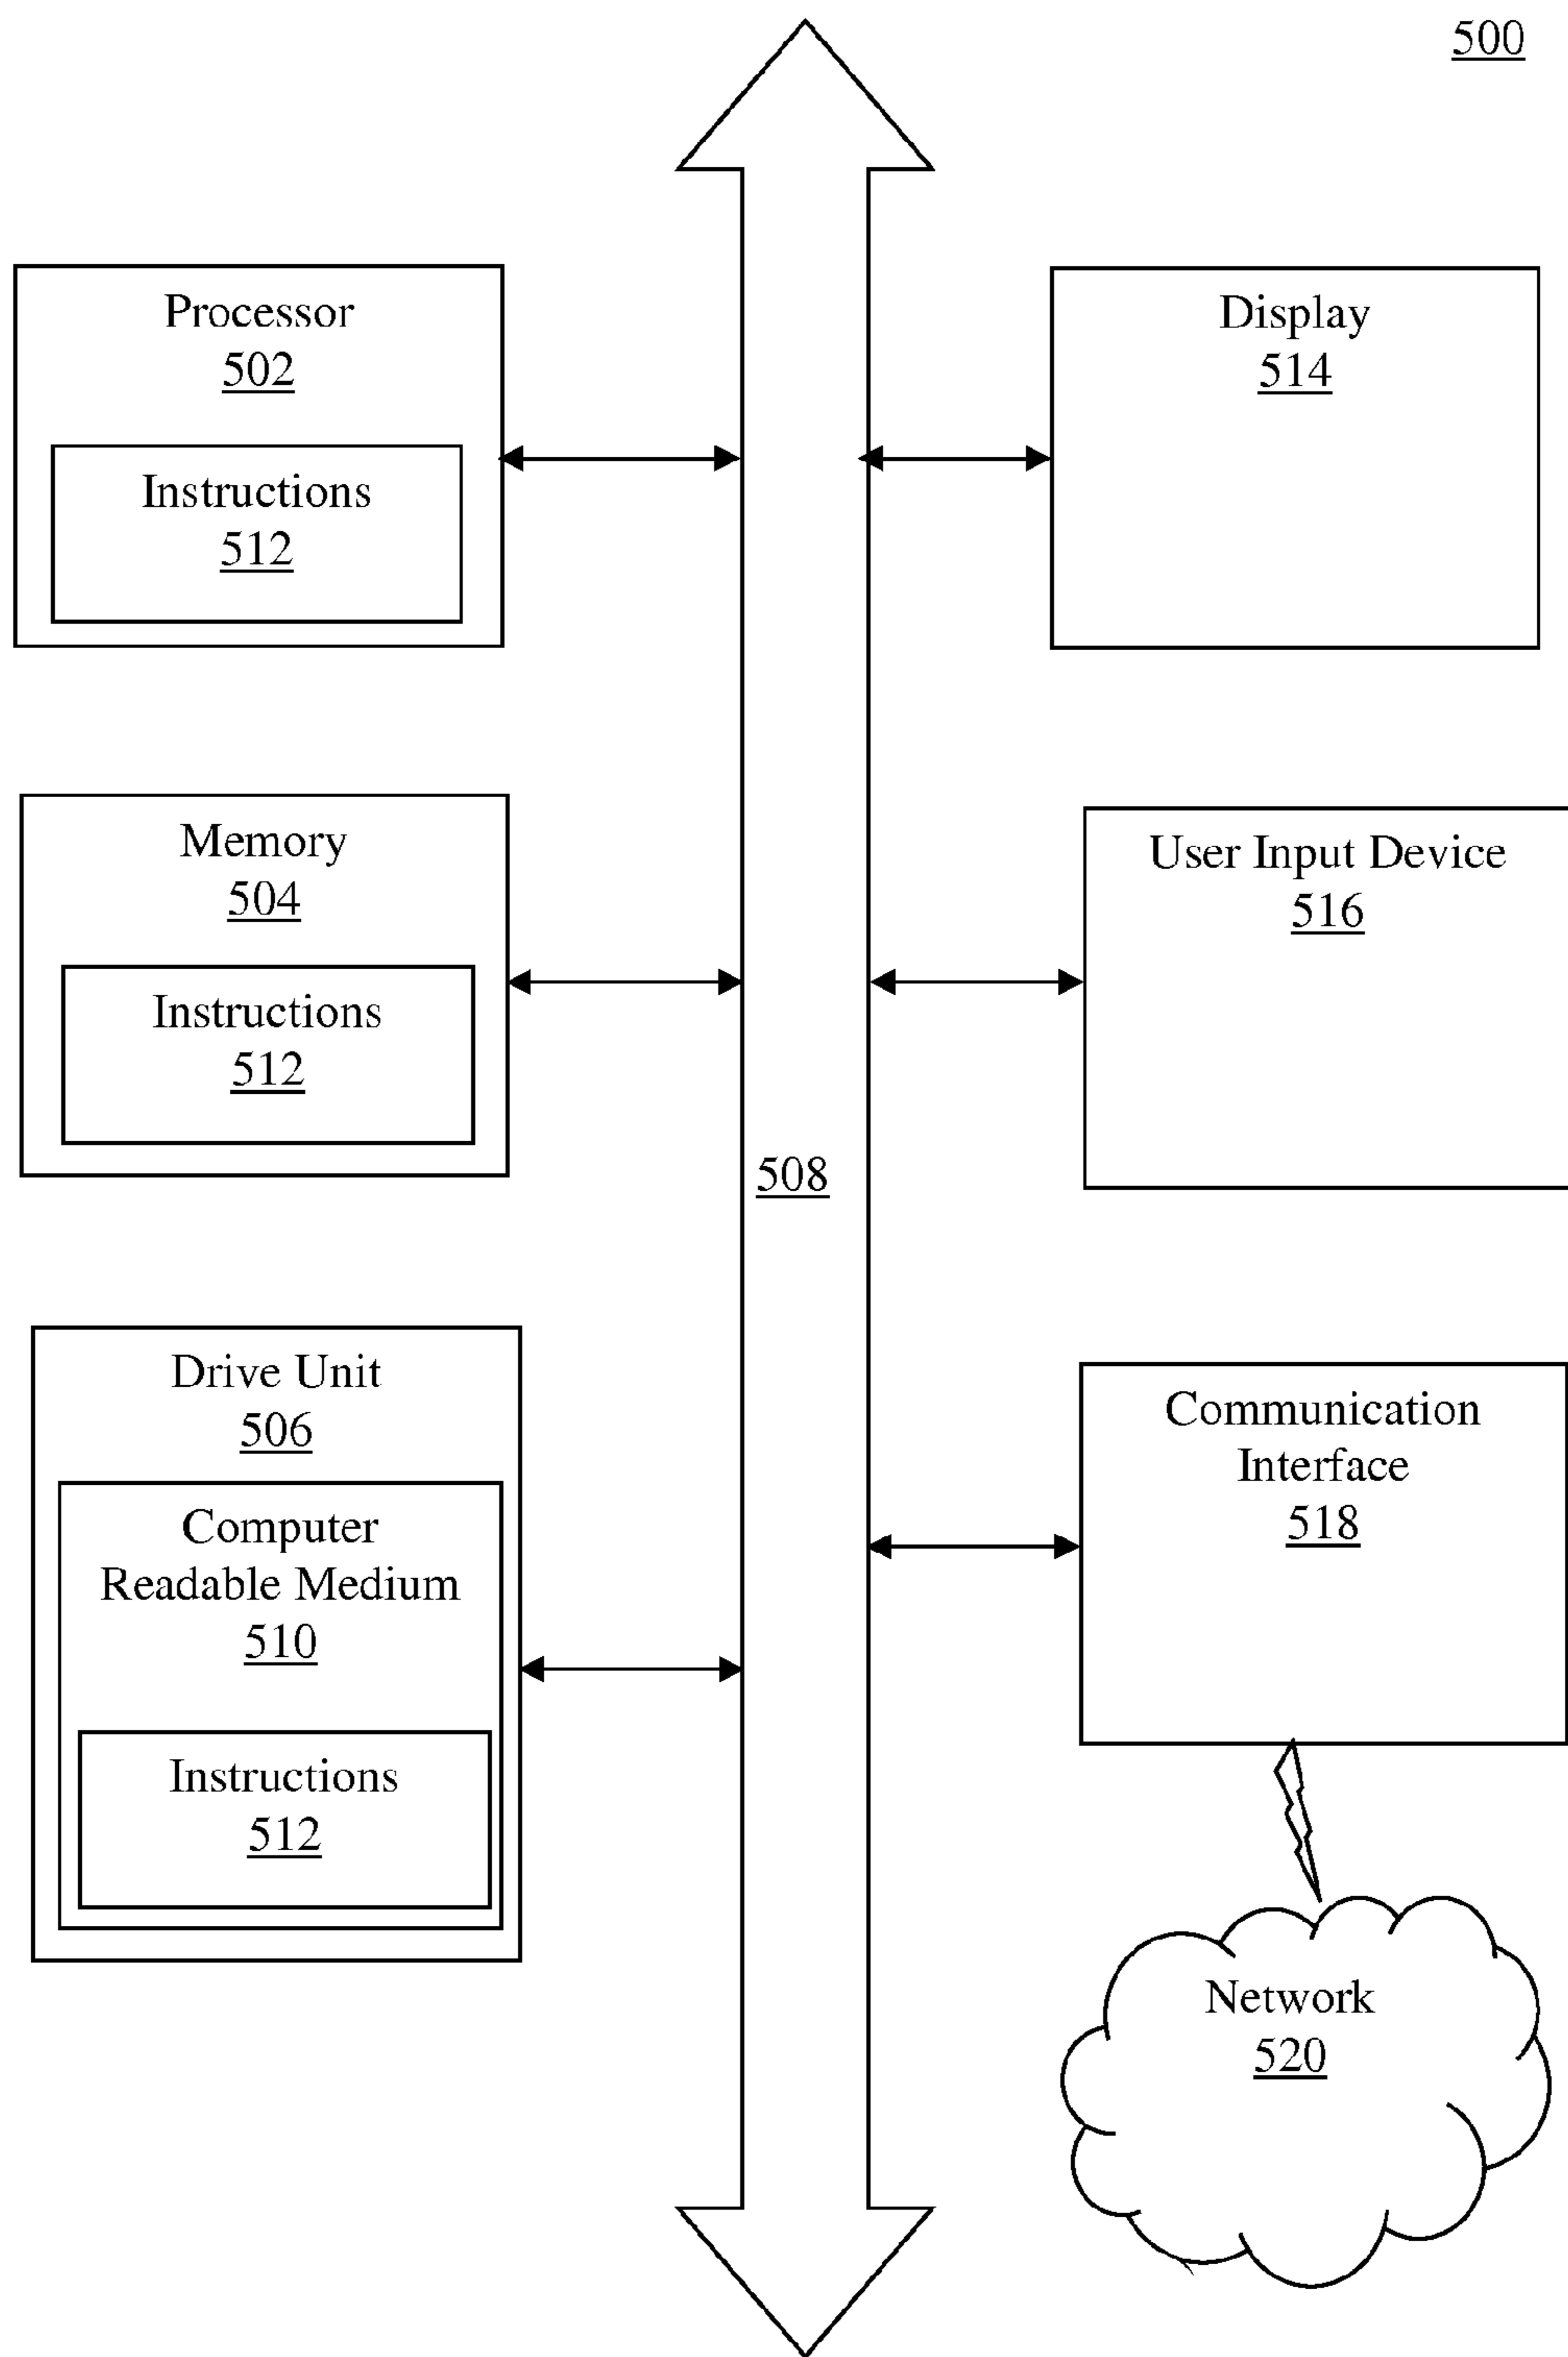 500
Processor
502
Instructions
512
Memory
504
Instructions
512
Drive Unit
506
Computer
Readable Medium
510
Instructions
512
508
Display
514
User Input Device
516
Communication
Interface
518
Network
520